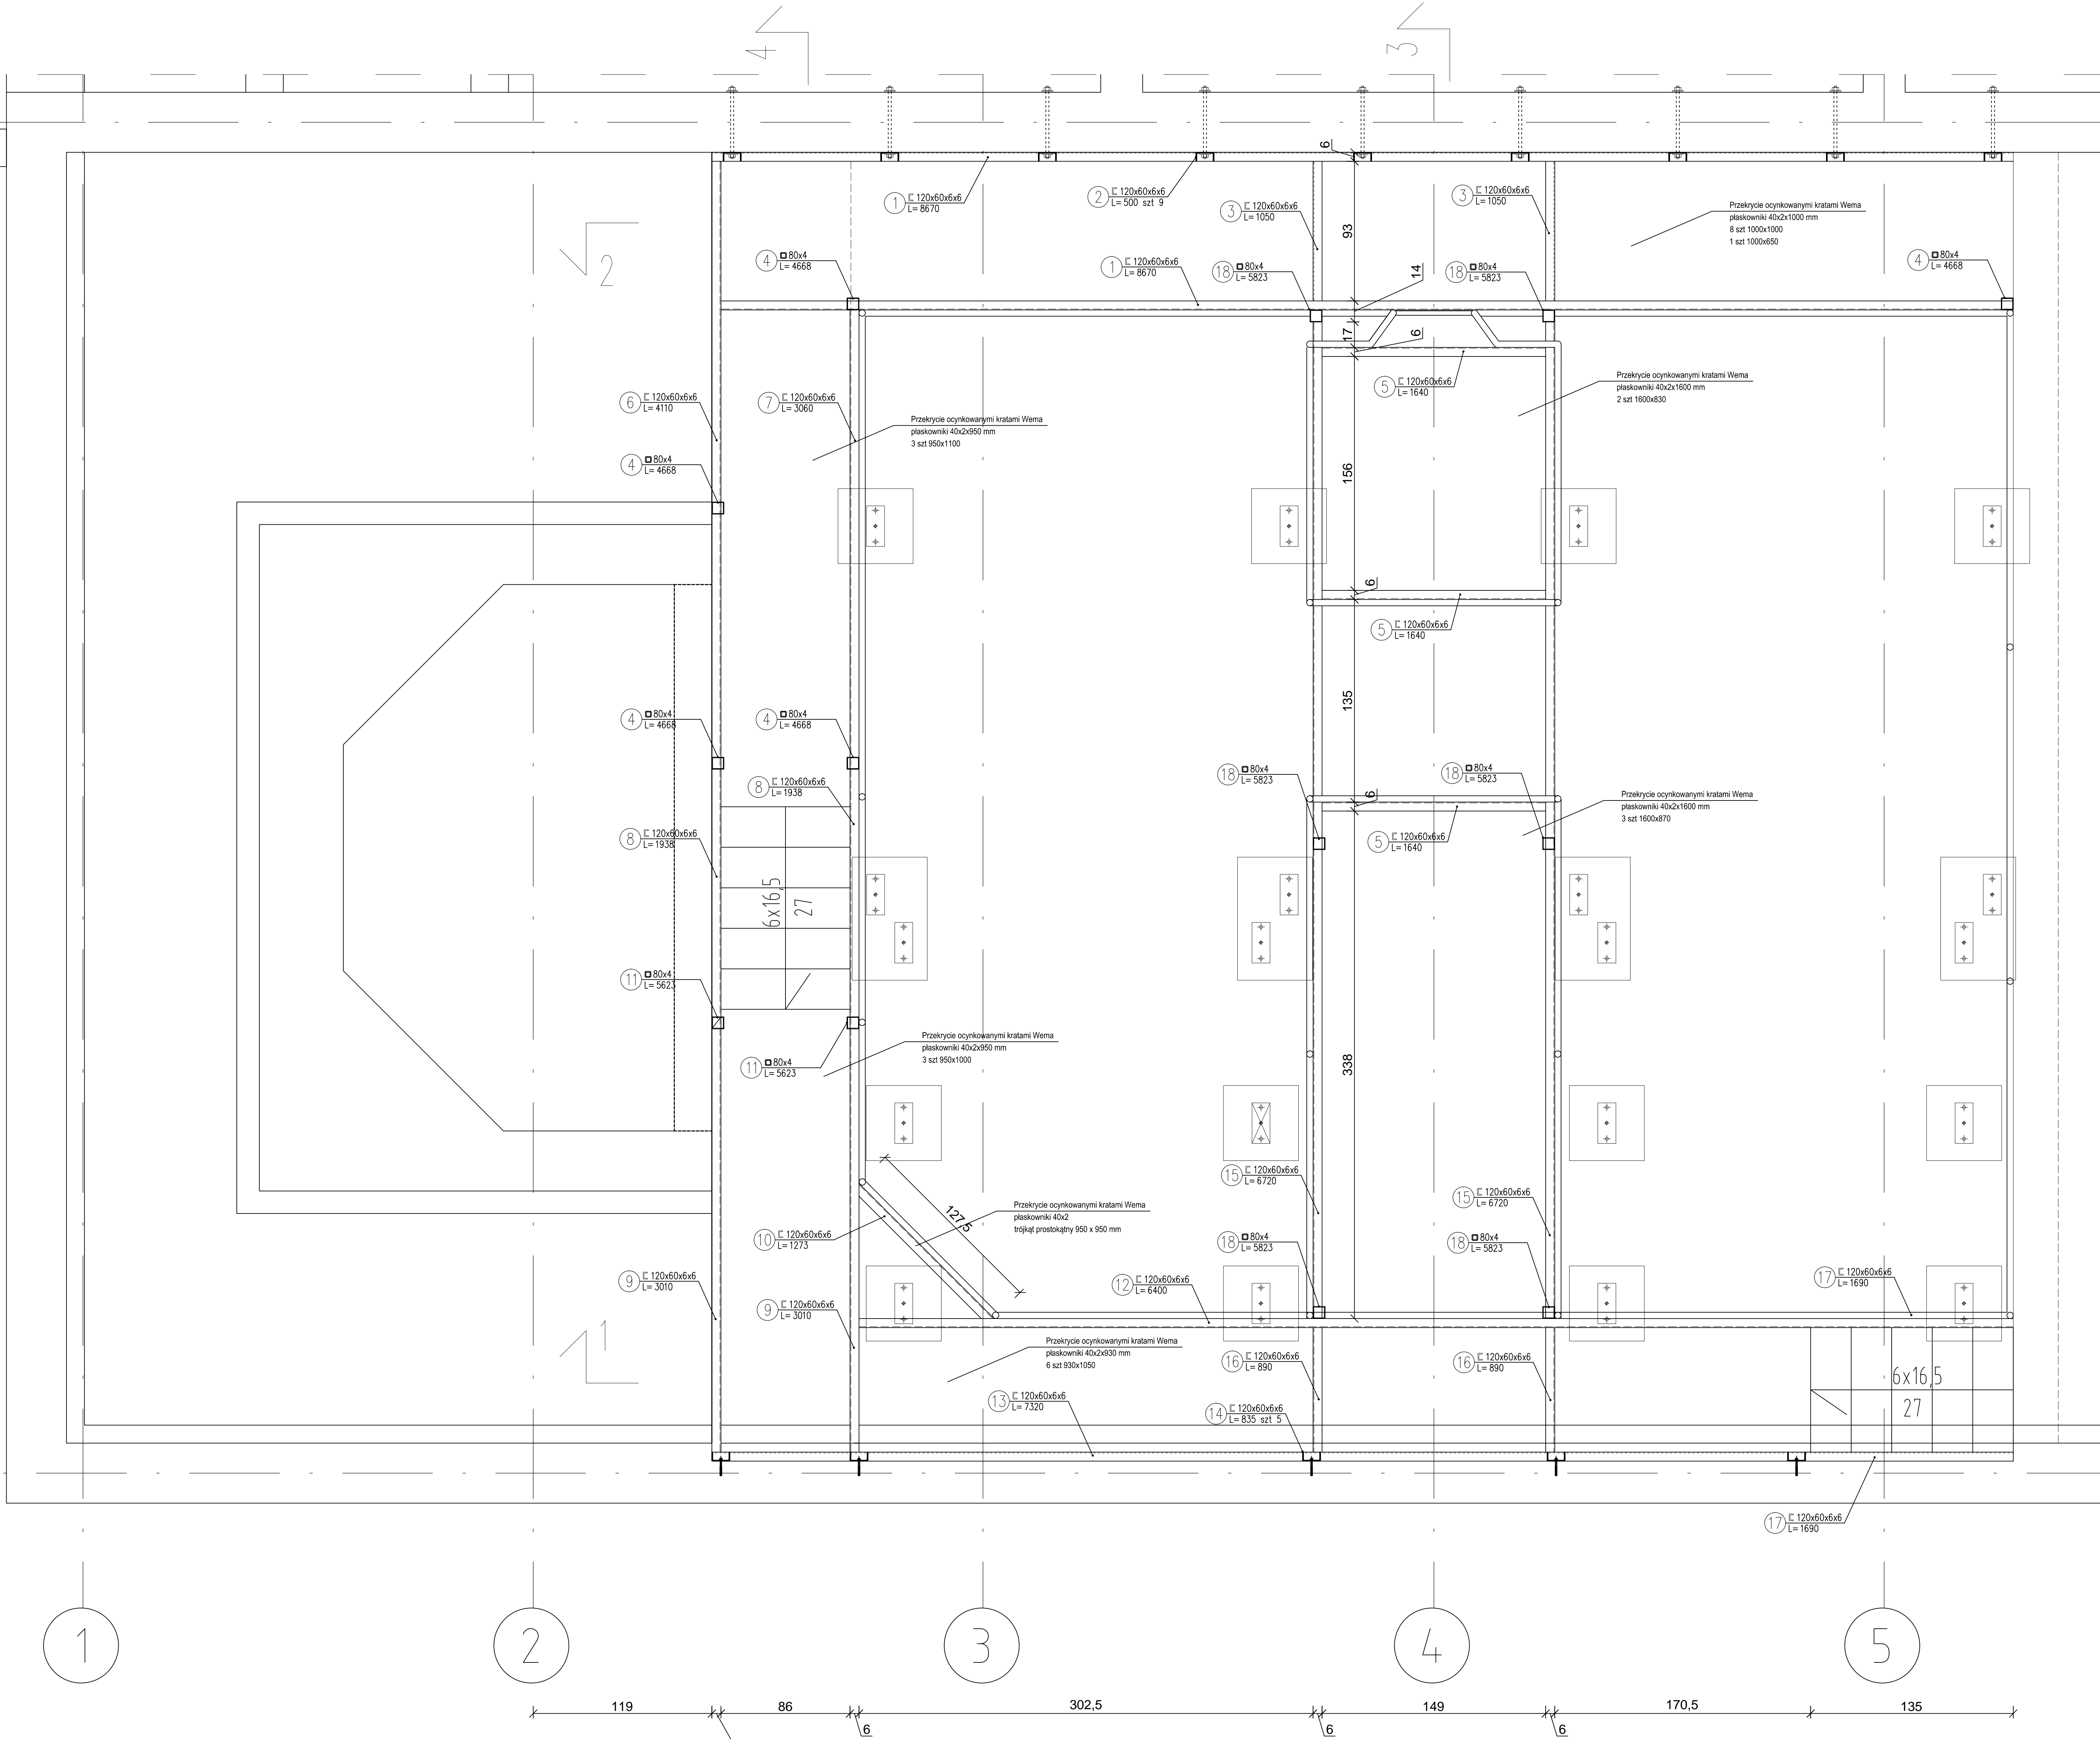 4
3
6
1 ⊏ 120x60x6x6
L= 8670
2 ⊏ 120x60x6x6
L= 500 szt 9
3 ⊏ 120x60x6x6
L= 1050
3 ⊏ 120x60x6x6
L= 1050
Przekrycie ocynkowanymi kratami Wema
płaskowniki 40x2x1000 mm
8 szt 1000x1000
1 szt 1000x650
93
2
4 80x4
L= 4668
1 ⊏ 120x60x6x6
L= 8670
18 80x4
L= 5823
14
18 80x4
L= 5823
4 80x4
L= 4668
17
6
5 ⊏ 120x60x6x6
L= 1640
Przekrycie ocynkowanymi kratami Wema
płaskowniki 40x2x1600 mm
2 szt 1600x830
6 ⊏ 120x60x6x6
L= 4110
7 ⊏ 120x60x6x6
L= 3060
Przekrycie ocynkowanymi kratami Wema
płaskowniki 40x2x950 mm
3 szt 950x1100
4 80x4
L= 4668
156
6
5 ⊏ 120x60x6x6
L= 1640
135
4 80x4
L= 4668
4 80x4
L= 4668
8 ⊏ 120x60x6x6
L= 1938
18 80x4
L= 5823
18 80x4
L= 5823
6
Przekrycie ocynkowanymi kratami Wema
płaskowniki 40x2x1600 mm
3 szt 1600x870
8 ⊏ 120x60x6x6
L= 1938
5 ⊏ 120x60x6x6
L= 1640
6x16,5
27
11 80x4
L= 5623
11 80x4
L= 5623
Przekrycie ocynkowanymi kratami Wema
płaskowniki 40x2x950 mm
3 szt 950x1000
338
15 ⊏ 120x60x6x6
L= 6720
15 ⊏ 120x60x6x6
L= 6720
127,5
Przekrycie ocynkowanymi kratami Wema
płaskowniki 40x2
trójkąt prostokątny 950 x 950 mm
10 ⊏ 120x60x6x6
L= 1273
18 80x4
L= 5823
18 80x4
L= 5823
9 ⊏ 120x60x6x6
L= 3010
12 ⊏ 120x60x6x6
L= 6400
17 ⊏ 120x60x6x6
L= 1690
9 ⊏ 120x60x6x6
L= 3010
1
Przekrycie ocynkowanymi kratami Wema
płaskowniki 40x2x930 mm
6 szt 930x1050
16 ⊏ 120x60x6x6
L= 890
16 ⊏ 120x60x6x6
L= 890
6x16,5
27
13 ⊏ 120x60x6x6
L= 7320
14 ⊏ 120x60x6x6
L= 835 szt 5
17 ⊏ 120x60x6x6
L= 1690
1 2 3 4 5
119 86 302,5 149 170,5 135
6 6 6